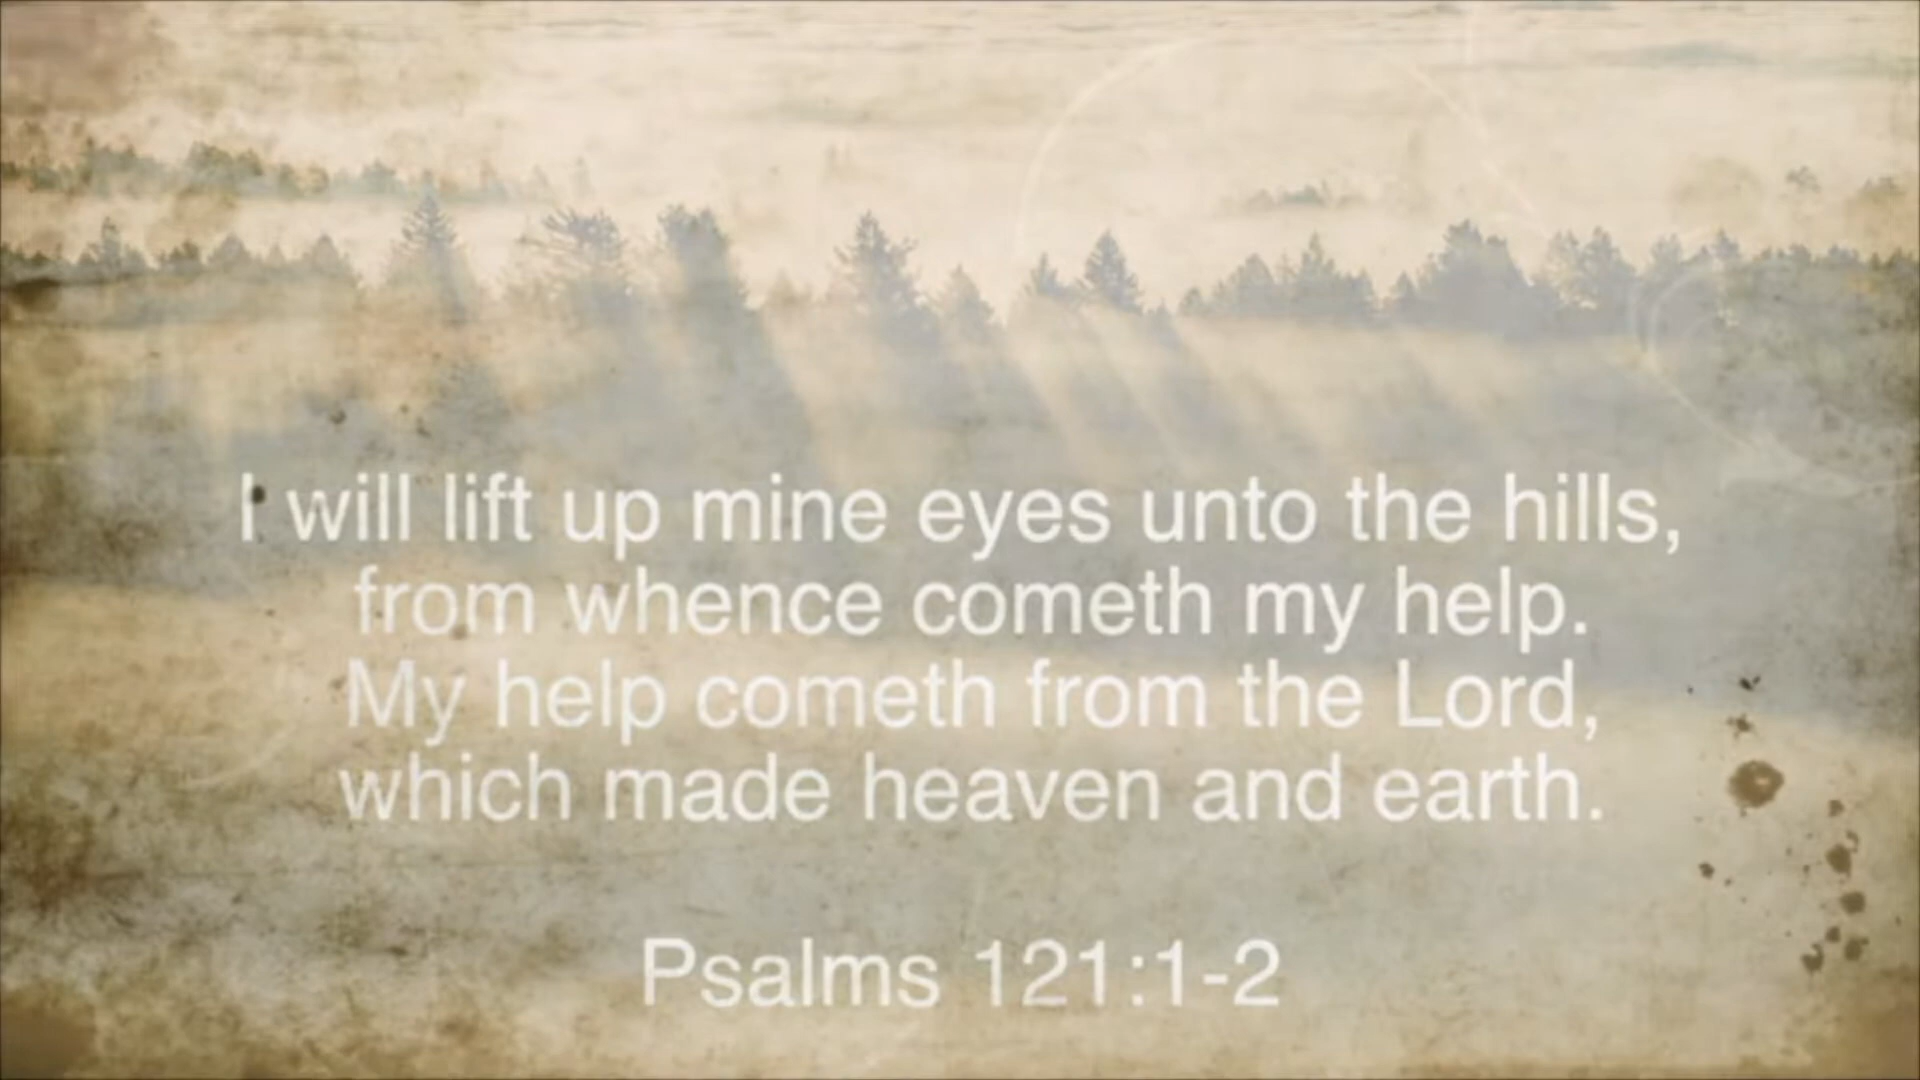 I will lift up mine eyes unto the hills,
from whence cometh my help.
My help cometh from the Lord,
which made heaven and earth.
Psalms 121:1-2